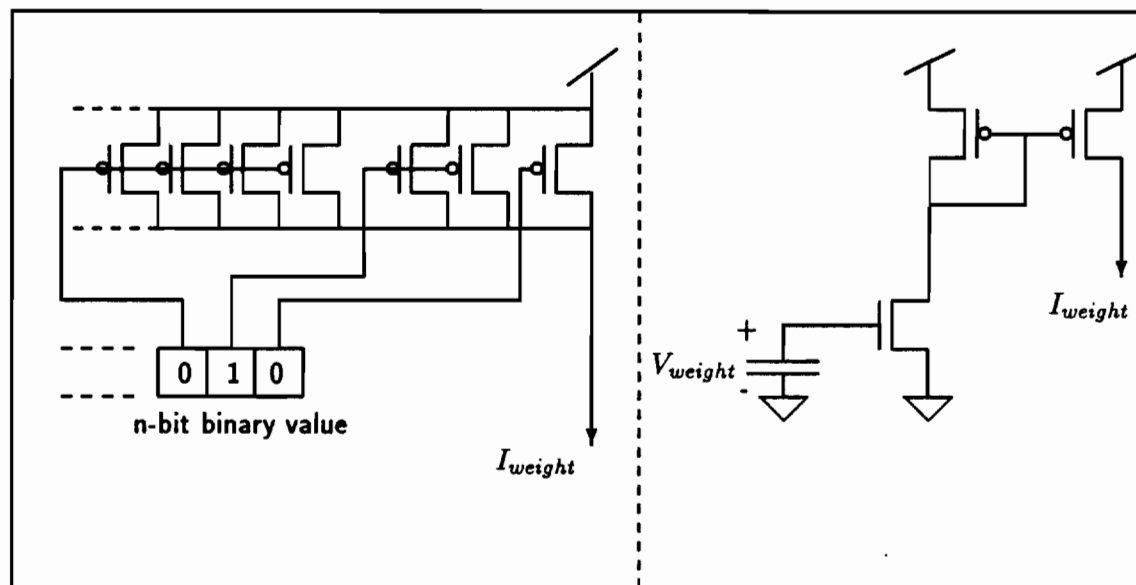 0 1 0
n-bit binary value
I_weight
+
V_weight
-
I_weight